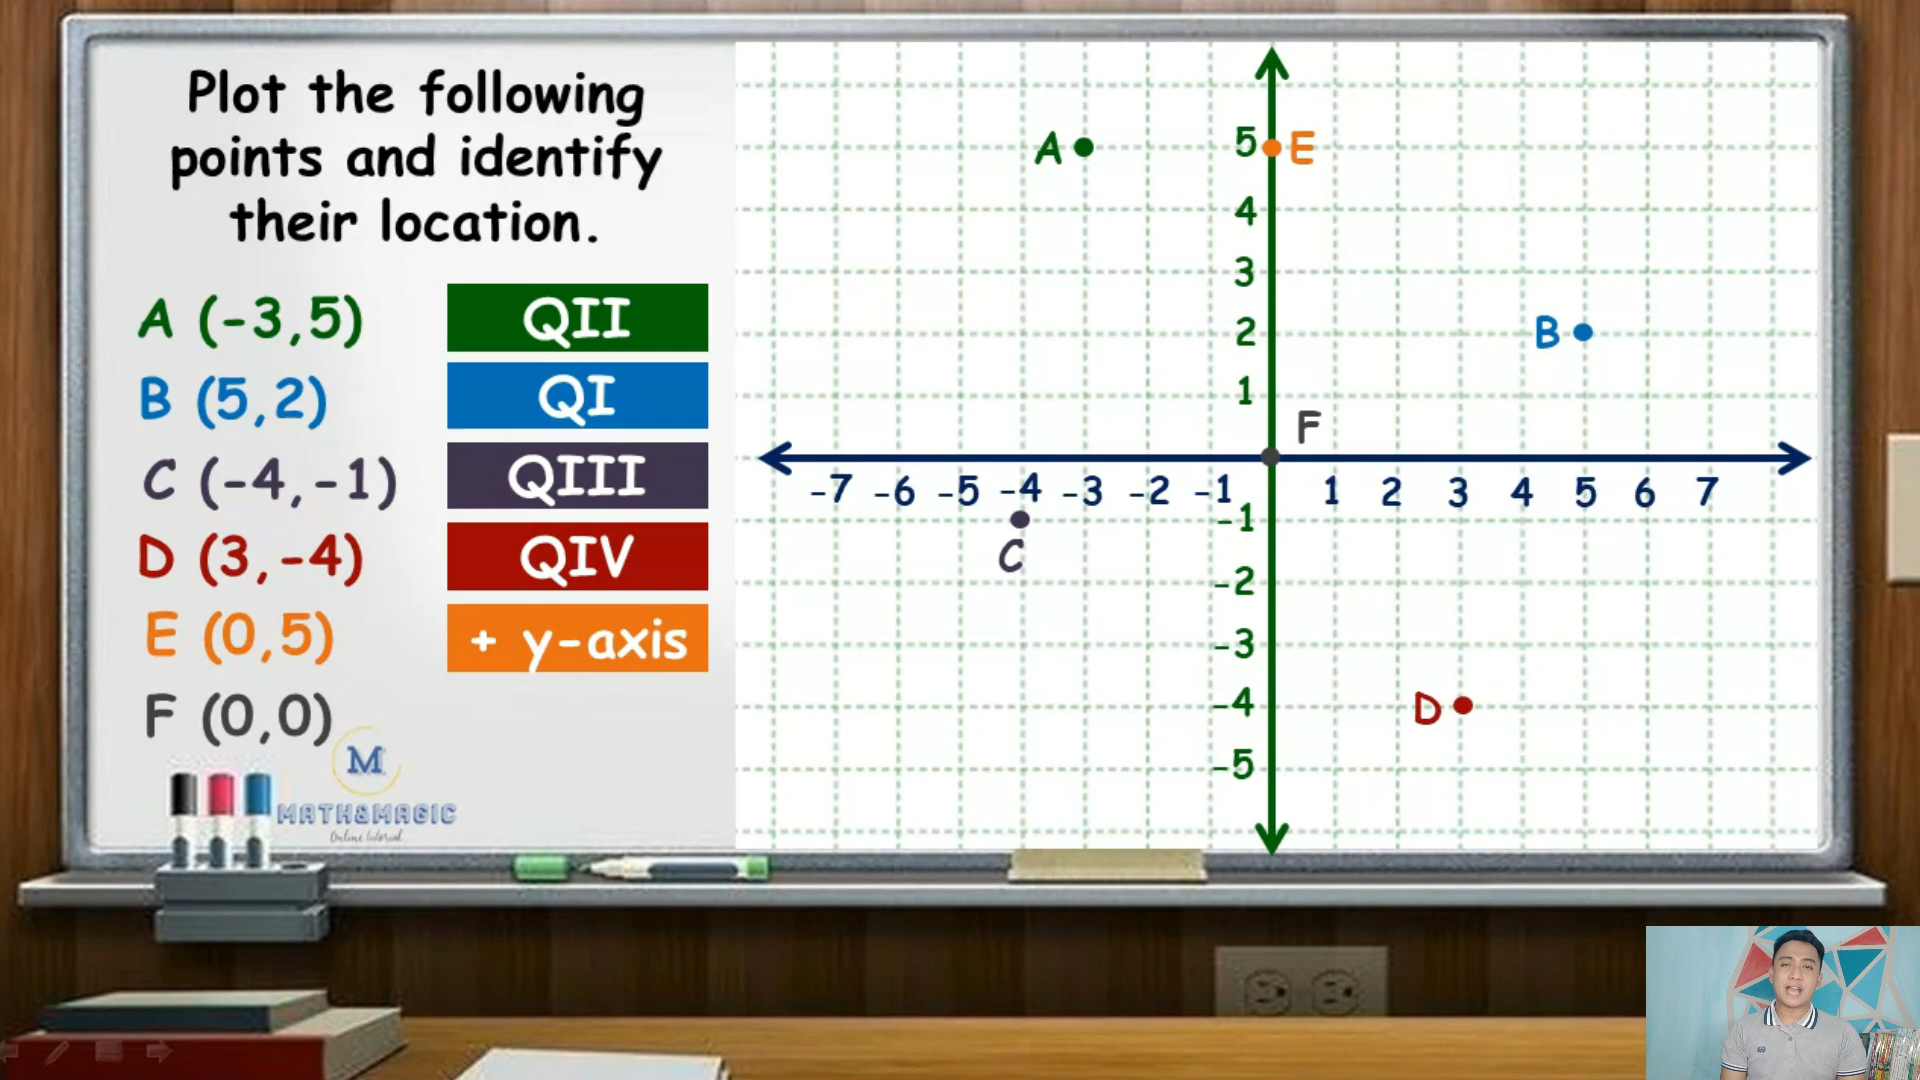 Plot the following
points and identify
their location.
A (-3,5) QII
B (5,2) QI
C (-4,-1) QIII
D (3,-4) QIV
E (0,5) + y-axis
F (0,0)
M
MATH&MAGIC
Online Tutorial
A
5 E
4
3
2 B
1
F
-7 -6 -5 -4 -3 -2 -1 1 2 3 4 5 6 7
-1
C
-2
-3
-4 D
-5